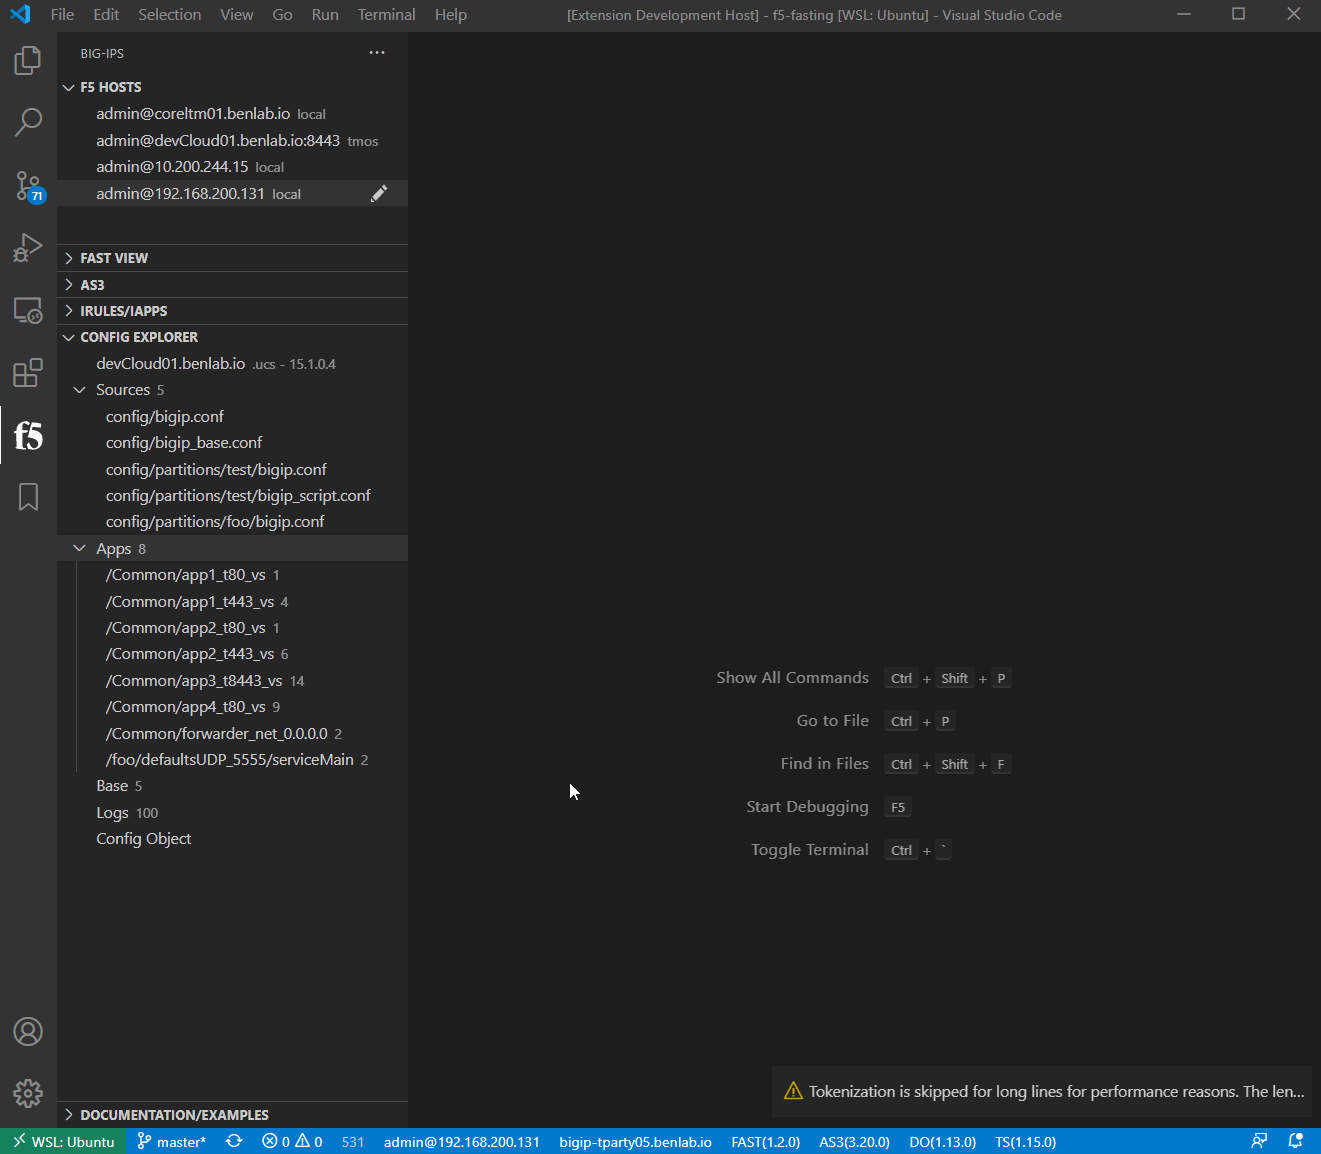 File Edit Selection View Go Run Terminal Help [Extension Development Host] - f5-fasting [WSL: Ubuntu] - Visual Studio Code
BIG-IPS ···
F5 HOSTS
admin@coreltm01.benlab.io local
admin@devCloud01.benlab.io:8443 tmos
admin@10.200.244.15 local
admin@192.168.200.131 local
71
FAST VIEW
AS3
IRULES/IAPPS
CONFIG EXPLORER
devCloud01.benlab.io .ucs - 15.1.0.4
Sources 5
config/bigip.conf
f5
config/bigip_base.conf
config/partitions/test/bigip.conf
config/partitions/test/bigip_script.conf
config/partitions/foo/bigip.conf
Apps 8
/Common/app1_t80_vs 1
/Common/app1_t443_vs 4
/Common/app2_t80_vs 1
/Common/app2_t443_vs 6
/Common/app3_t8443_vs 14
/Common/app4_t80_vs 9
/Common/forwarder_net_0.0.0.0 2
/foo/defaultsUDP_5555/serviceMain 2
Base 5
Logs 100
Config Object
Show All Commands Ctrl + Shift + P
Go to File Ctrl + P
Find in Files Ctrl + Shift + F
Start Debugging F5
Toggle Terminal Ctrl + `
Tokenization is skipped for long lines for performance reasons. The len...
DOCUMENTATION/EXAMPLES
WSL: Ubuntu master* 0 0 531 admin@192.168.200.131 bigip-tparty05.benlab.io FAST(1.2.0) AS3(3.20.0) DO(1.13.0) TS(1.15.0)